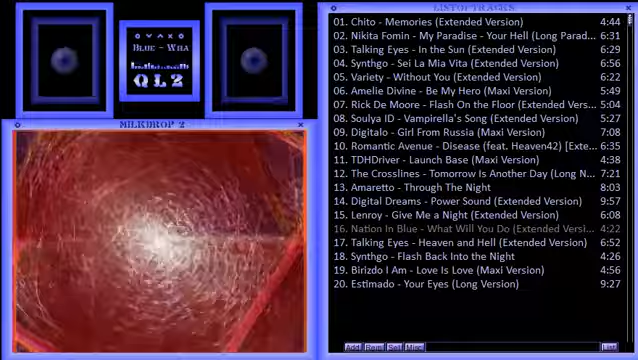 Blue - Wha
QL2
MILKDROP 2
LIST OF TRACKS
01. Chito - Memories (Extended Version) 4:44
02. Nikita Fomin - My Paradise - Your Hell (Long Parad... 6:31
03. Talking Eyes - In the Sun (Extended Version) 6:29
04. Synthgo - Sei La Mia Vita (Extended Version) 6:56
05. Variety - Without You (Extended Version) 6:22
06. Amelie Divine - Be My Hero (Maxi Version) 5:49
07. Rick De Moore - Flash On the Floor (Extended Vers... 5:04
08. Soulya ID - Vampirella's Song (Extended Version) 5:27
09. Digitalo - Girl From Russia (Maxi Version) 7:08
10. Romantic Avenue - Disease (feat. Heaven42) [Exte... 6:35
11. TDHDriver - Launch Base (Maxi Version) 4:38
12. The Crosslines - Tomorrow Is Another Day (Long N... 7:21
13. Amaretto - Through The Night 8:03
14. Digital Dreams - Power Sound (Extended Version) 9:57
15. Lenroy - Give Me a Night (Extended Version) 6:08
16. Nation In Blue - What Will You Do (Extended Versi... 4:22
17. Talking Eyes - Heaven and Hell (Extended Version) 6:52
18. Synthgo - Flash Back Into the Night 4:26
19. Birizdo I Am - Love Is Love (Maxi Version) 4:56
20. Estimado - Your Eyes (Long Version) 9:27
Add Rem Sel Misc List